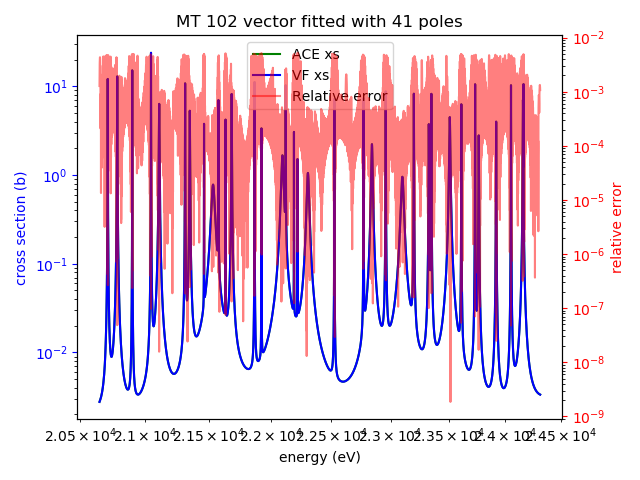 MT 102 vector fitted with 41 poles
ACE xs
VF xs
Relative error
cross section (b)
10¹
10⁰
10⁻¹
10⁻²
relative error
10⁻²
10⁻³
10⁻⁴
10⁻⁵
10⁻⁶
10⁻⁷
10⁻⁸
10⁻⁹
2.05×10⁴ 2.1×10⁴ 2.15×10⁴ 2.2×10⁴ 2.25×10⁴ 2.3×10⁴ 2.35×10⁴ 2.4×10⁴ 2.45×10⁴
energy (eV)